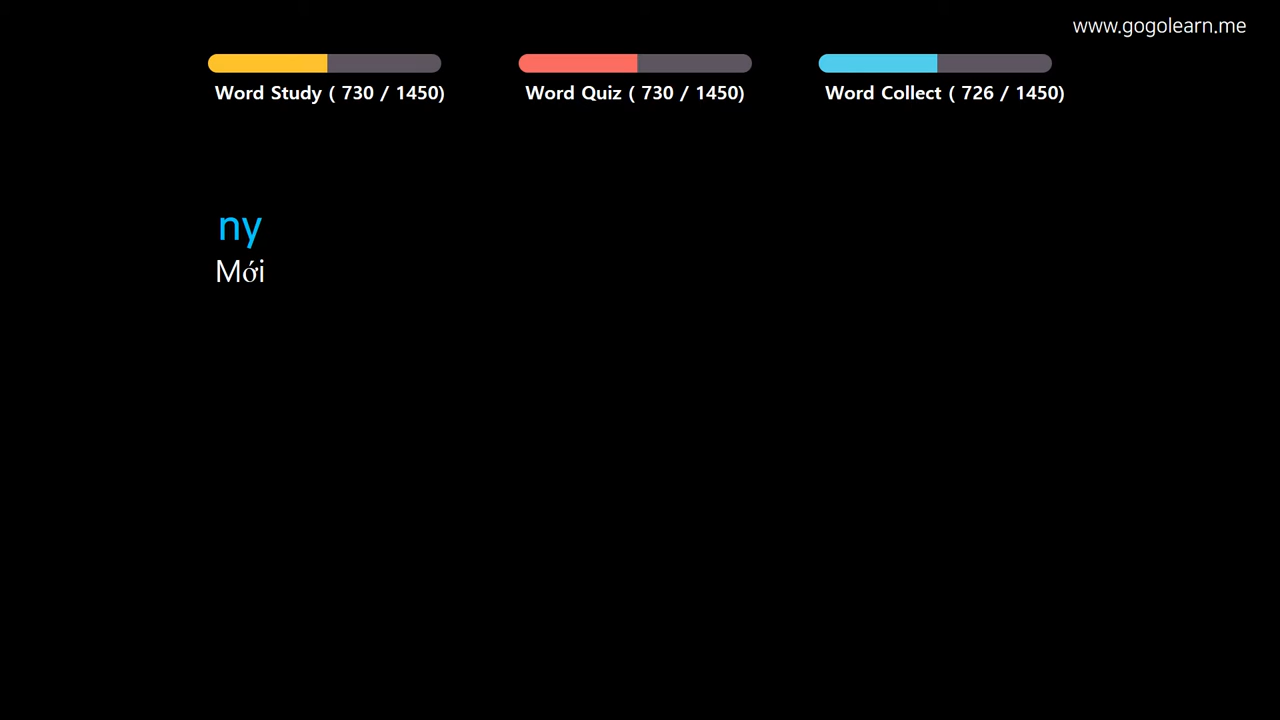 www.gogolearn.me
Word Study ( 730 / 1450)
Word Quiz ( 730 / 1450)
Word Collect ( 726 / 1450)
ny
Mới